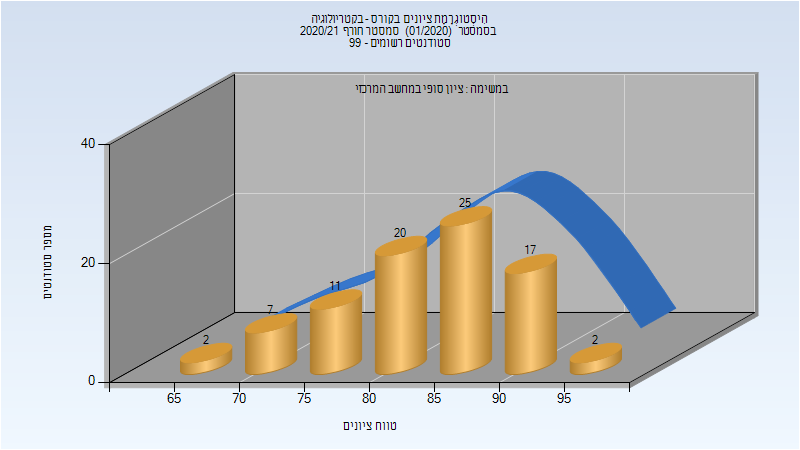 היסטוגרמת ציונים בקורס - בקטריולוגיה
בסמסטר (01/2020) סמסטר חורף 2020/21
סטודנטים רשומים - 99
במשימה : ציון סופי במחשב המרכזי
מספר סטודנטים
40
20
0
2
7
11
20
25
17
2
65
70
75
80
85
90
95
טווח ציונים